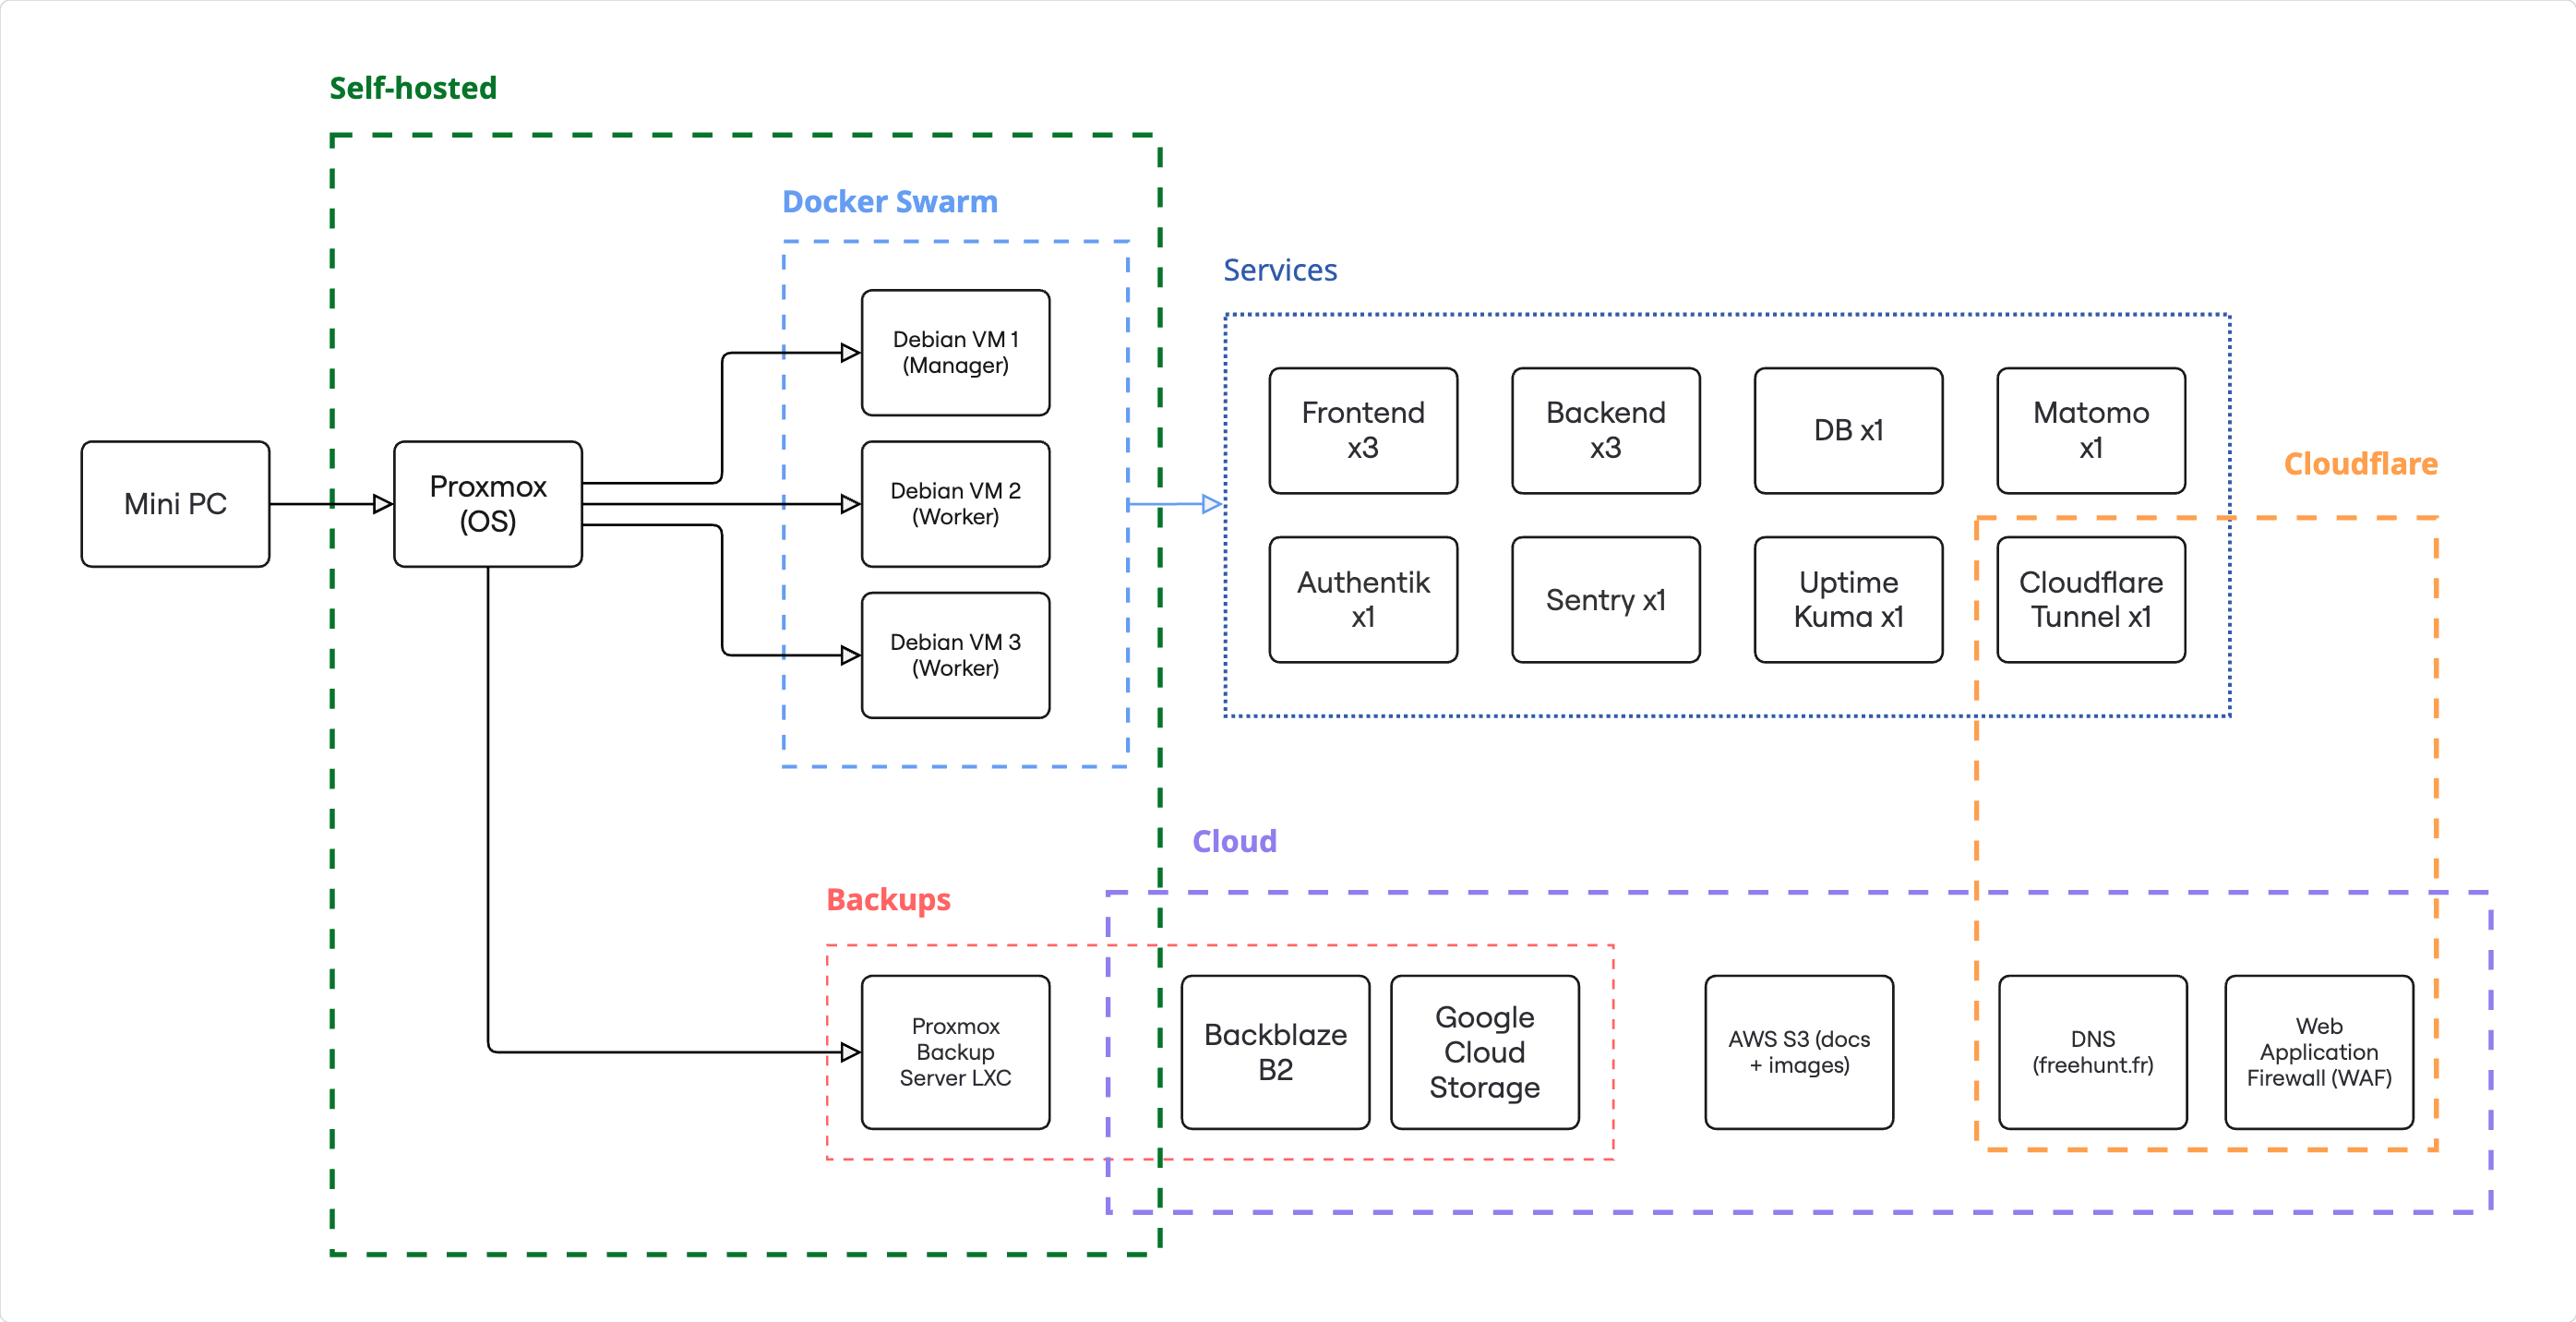 Self-hosted
Docker Swarm
Debian VM 1
(Manager)
Services
Frontend
x3
Backend
x3
DB x1
Matomo
x1
Cloudflare
Mini PC
Proxmox
(OS)
Debian VM 2
(Worker)
Authentik
x1
Sentry x1
Uptime
Kuma x1
Cloudflare
Tunnel x1
Debian VM 3
(Worker)
Cloud
Backups
Proxmox
Backup
Server LXC
Backblaze
B2
Google
Cloud
Storage
AWS S3 (docs
+ images)
DNS
(freehunt.fr)
Web
Application
Firewall (WAF)